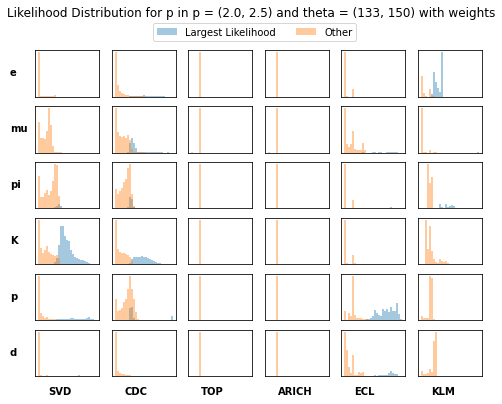 Likelihood Distribution for p in p = (2.0, 2.5) and theta = (133, 150) with weights
Largest Likelihood Other
e
mu
pi
K
p
d
SVD CDC TOP ARICH ECL KLM